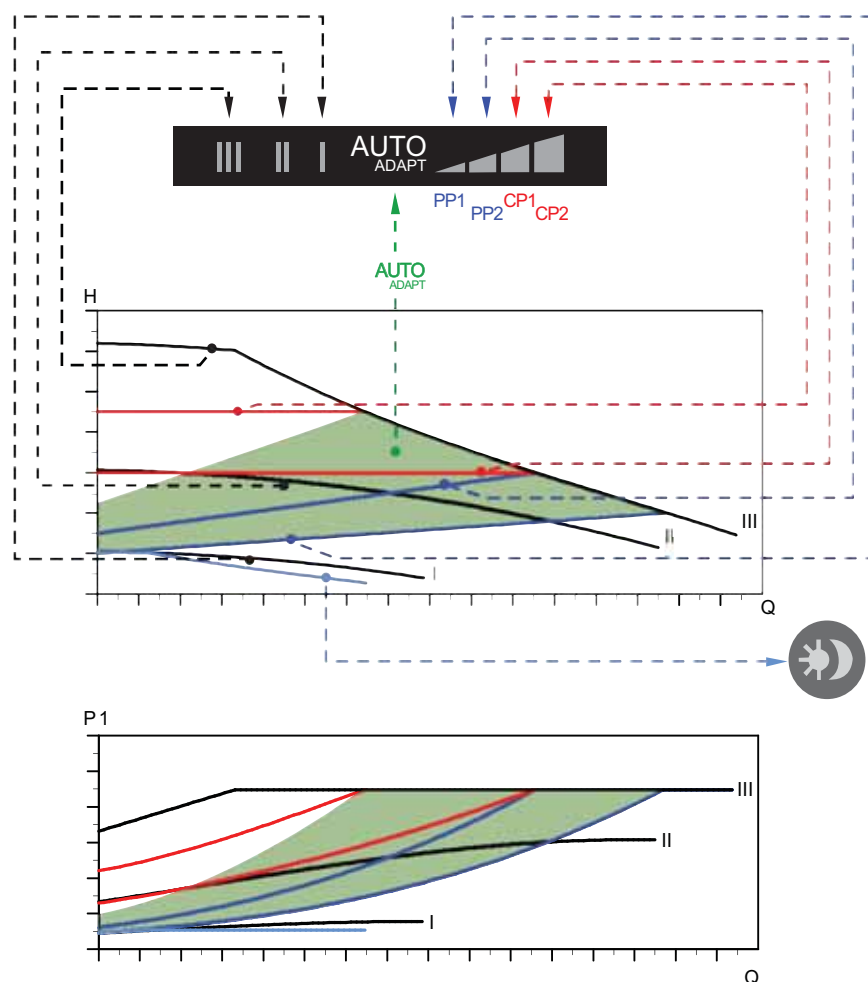 III II I AUTO
ADAPT
PP1 PP2 CP1 CP2
AUTO
ADAPT
H
III
II
I
Q
P1
III
II
I
Q